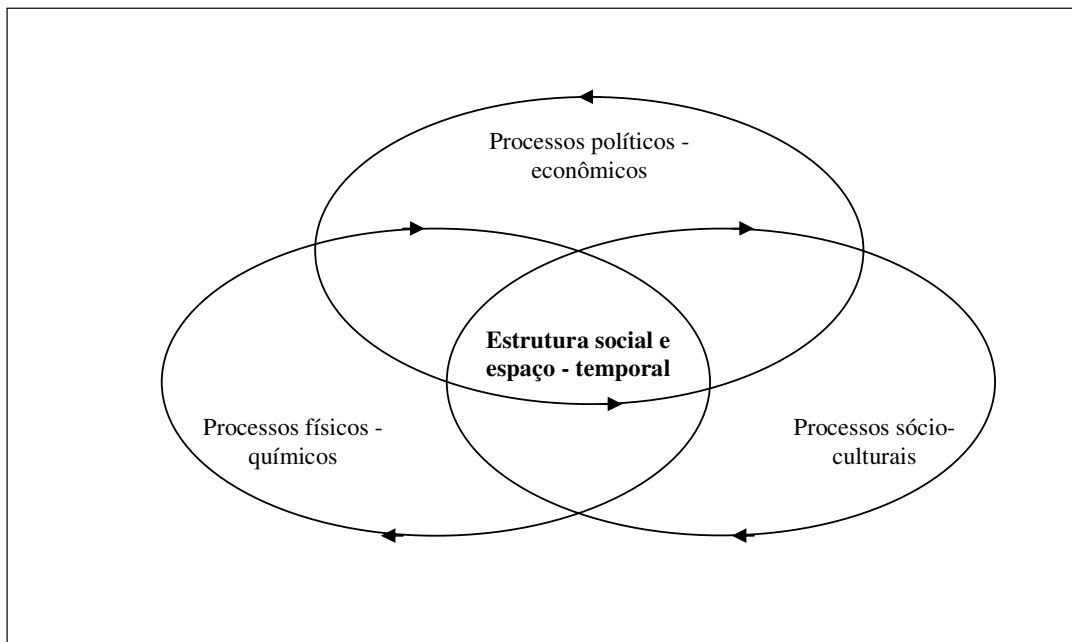 Processos políticos -
econômicos
Estrutura social e
espaço - temporal
Processos físicos -
químicos
Processos sócio-
culturais